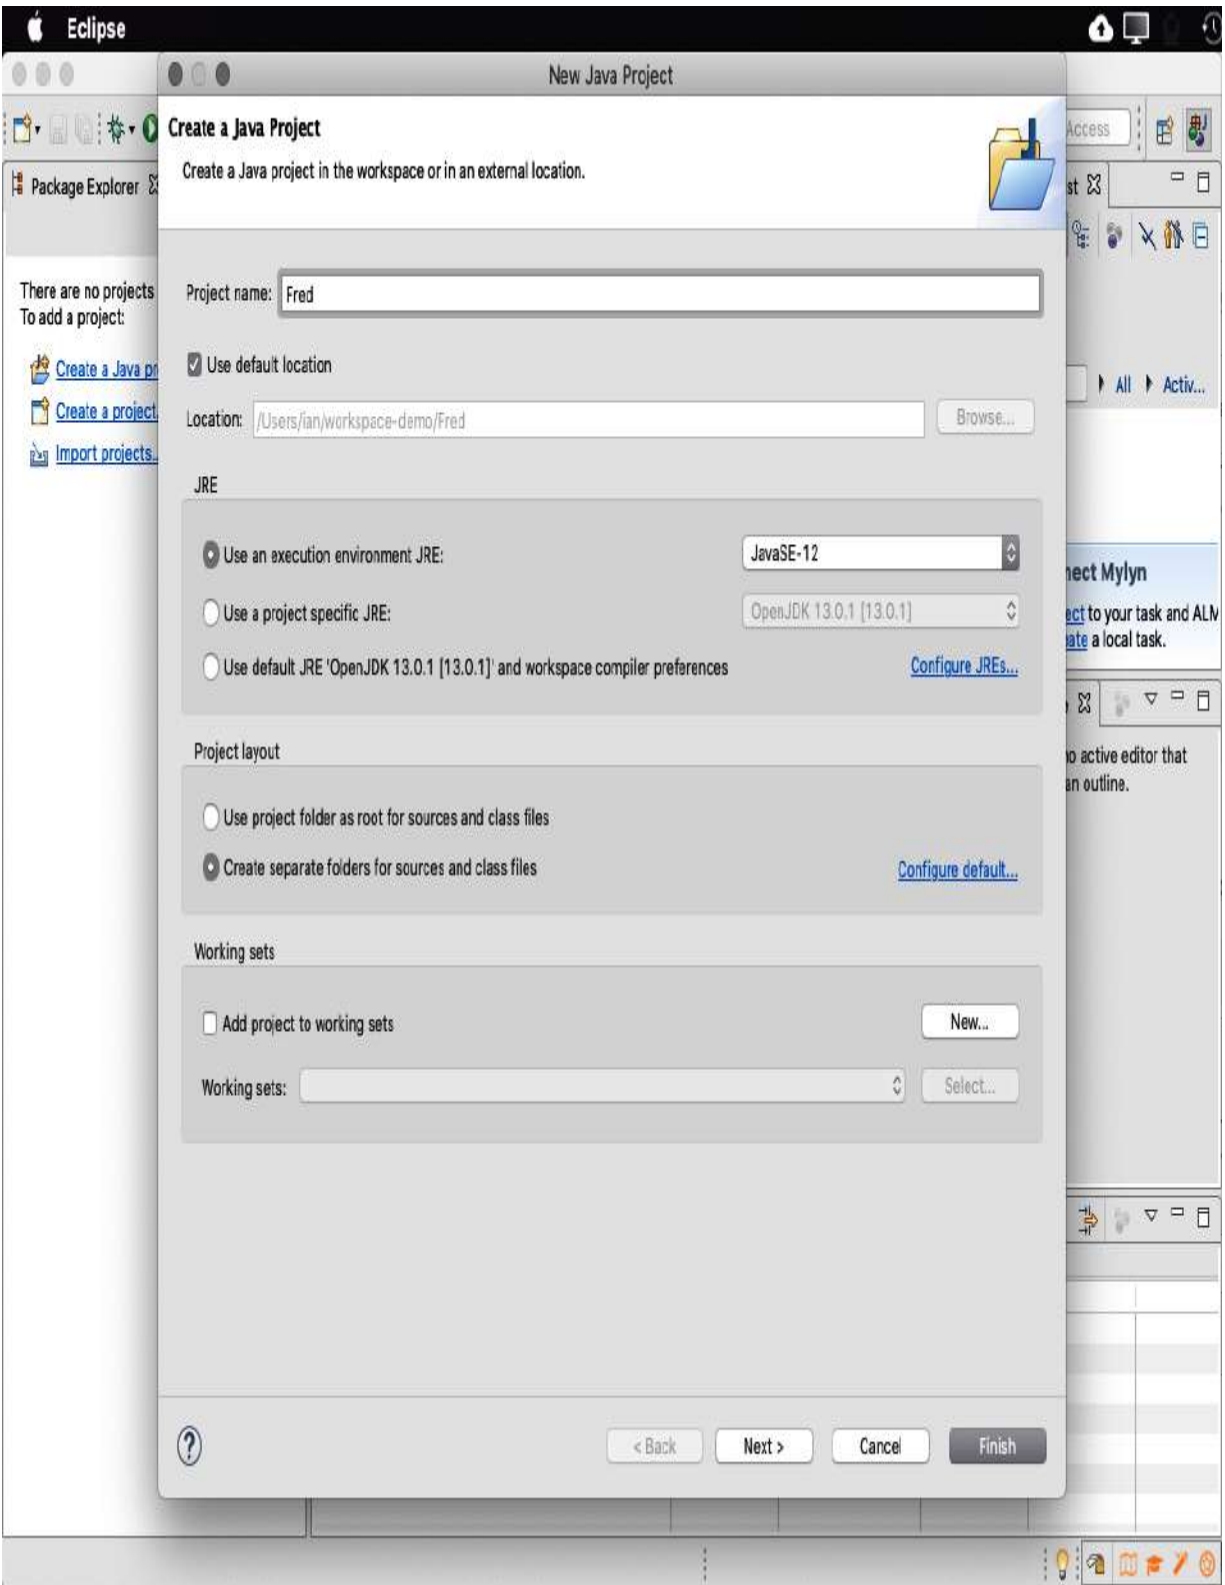 Eclipse
New Java Project
Create a Java Project
Create a Java project in the workspace or in an external location.
Access
Package Explorer
st
There are no projects
To add a project:
Create a Java pr
Create a project
Import projects..
Project name: Fred
Use default location
Location: /Users/ian/workspace-demo/Fred Browse...
All Activ...
JRE
Use an execution environment JRE: JavaSE-12
Use a project specific JRE: OpenJDK 13.0.1 [13.0.1]
Use default JRE 'OpenJDK 13.0.1 [13.0.1]' and workspace compiler preferences Configure JREs...
nect Mylyn
ect to your task and ALM
ate a local task.
Project layout
Use project folder as root for sources and class files
Create separate folders for sources and class files Configure default...
no active editor that
an outline.
Working sets
Add project to working sets New...
Working sets: Select...
? < Back Next > Cancel Finish